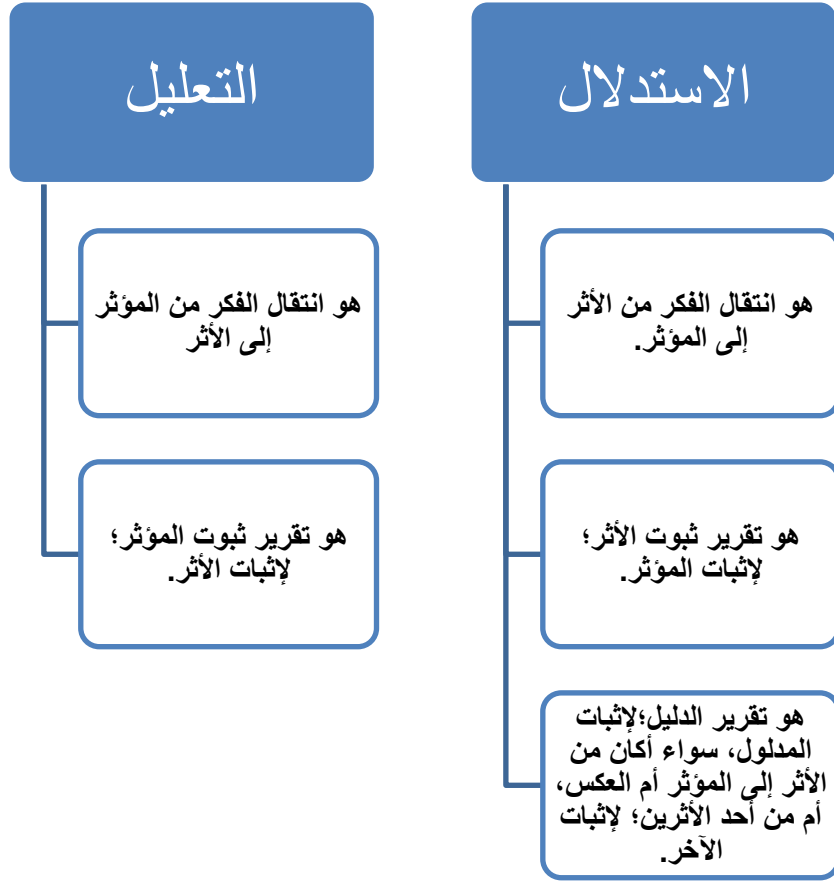 الاستدلال
هو انتقال الفكر من الأثر
إلى المؤثر.
هو تقرير ثبوت الأثر؛
لإثبات المؤثر.
هو تقرير الدليل؛لإثبات
المدلول، سواء أكان من
الأثر إلى المؤثر أم العكس،
أم من أحد الأثرين؛ لإثبات
الآخر.
التعليل
هو انتقال الفكر من المؤثر
إلى الأثر
هو تقرير ثبوت المؤثر؛
لإثبات الأثر.